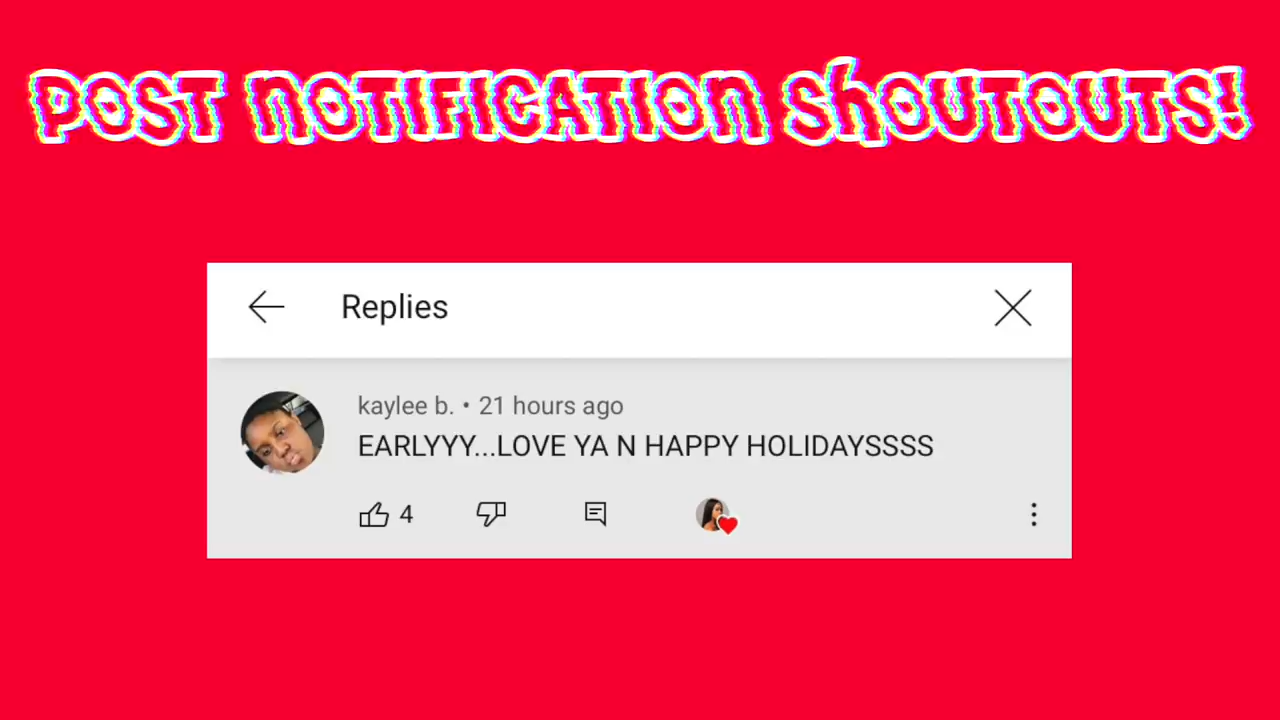 POST NOTIFICATION ShOUTOUTS!
Replies
kaylee b. • 21 hours ago
EARLYYY...LOVE YA N HAPPY HOLIDAYSSSS
4